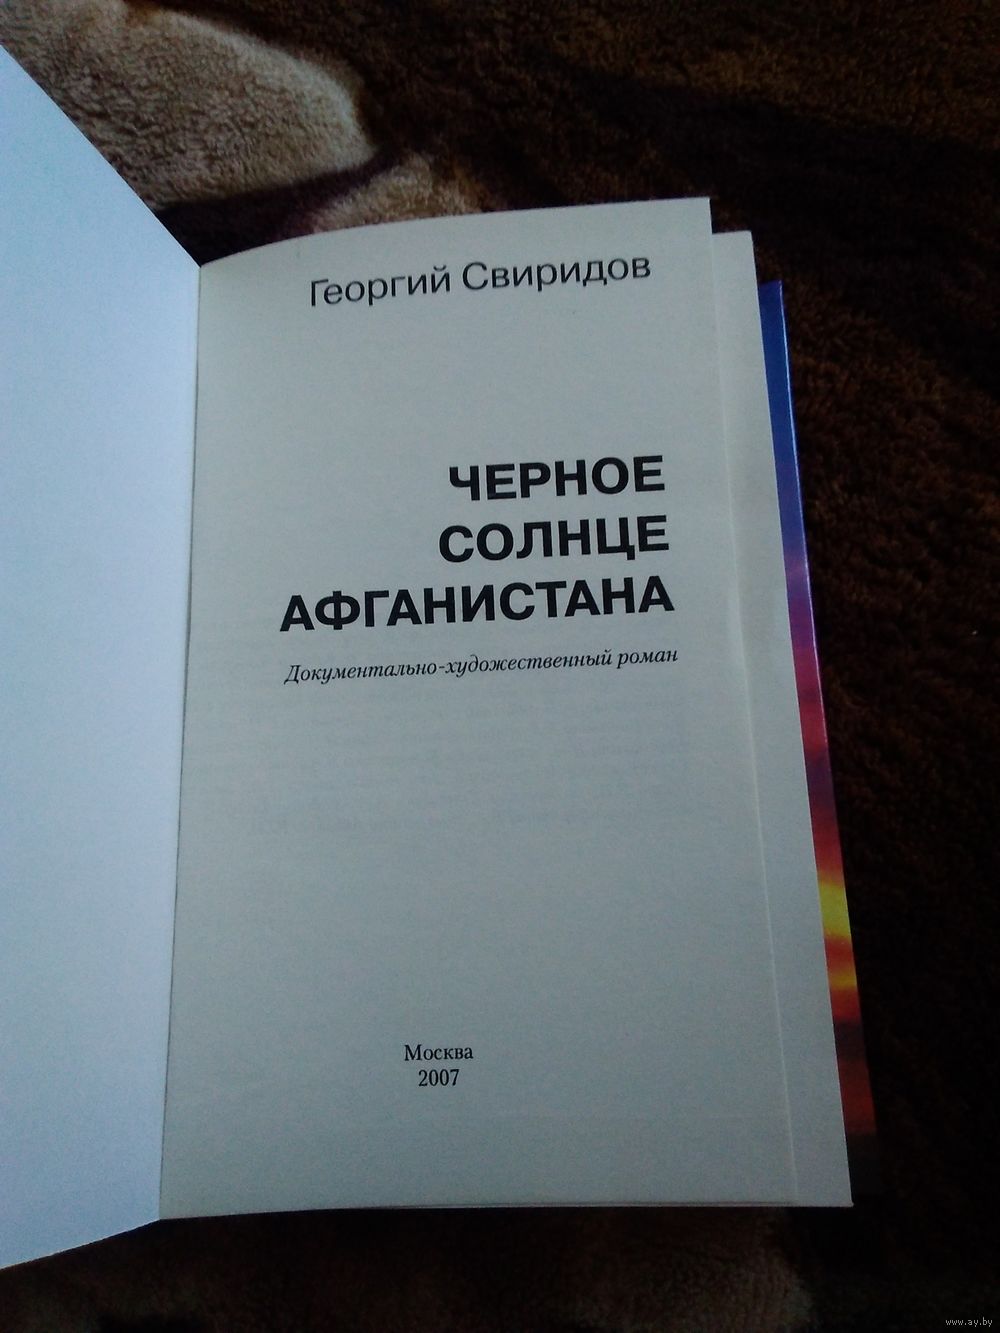 Георгий Свиридов
ЧЕРНОЕ
СОЛНЦЕ
АФГАНИСТАНА
Документально-художественный роман
Москва
2007
www.ay.by